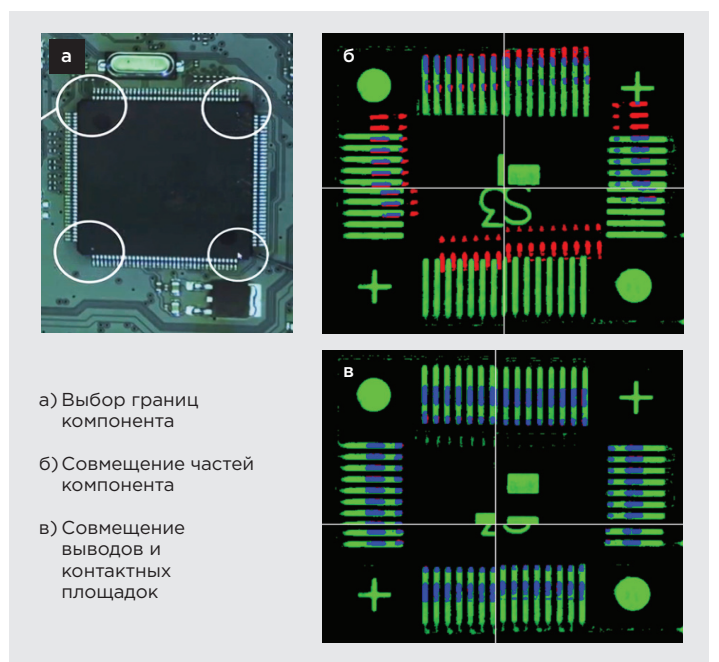 а
б
в
а) Выбор границ
компонента
б) Совмещение частей
компонента
в) Совмещение
выводов и
контактных
площадок